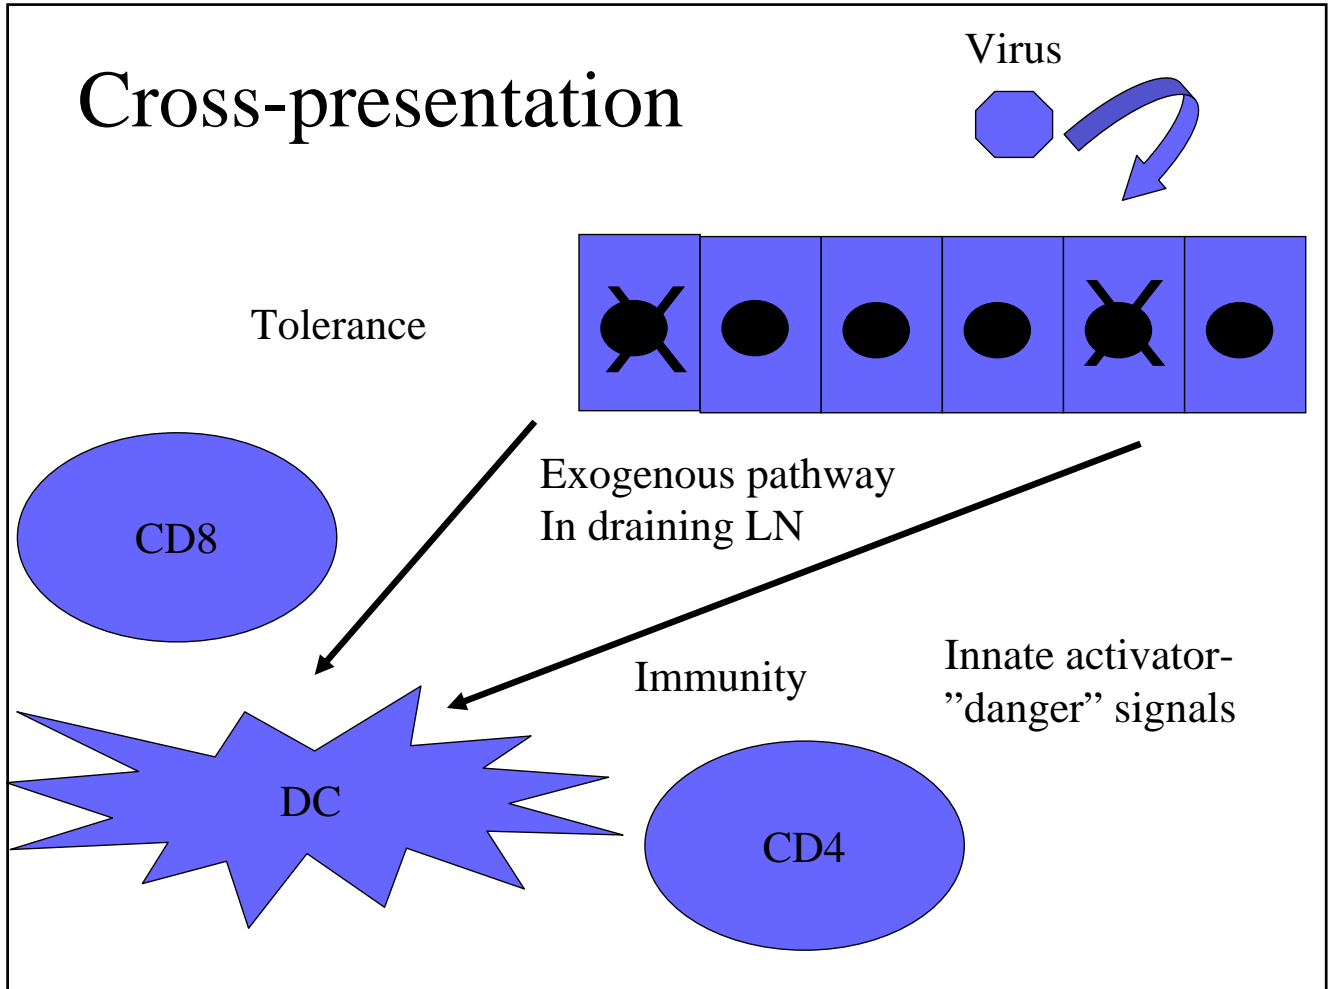 Virus
Cross-presentation
Tolerance
Exogenous pathway
In draining LN
CD8
Innate activator-
”danger” signals
Immunity
DC
CD4